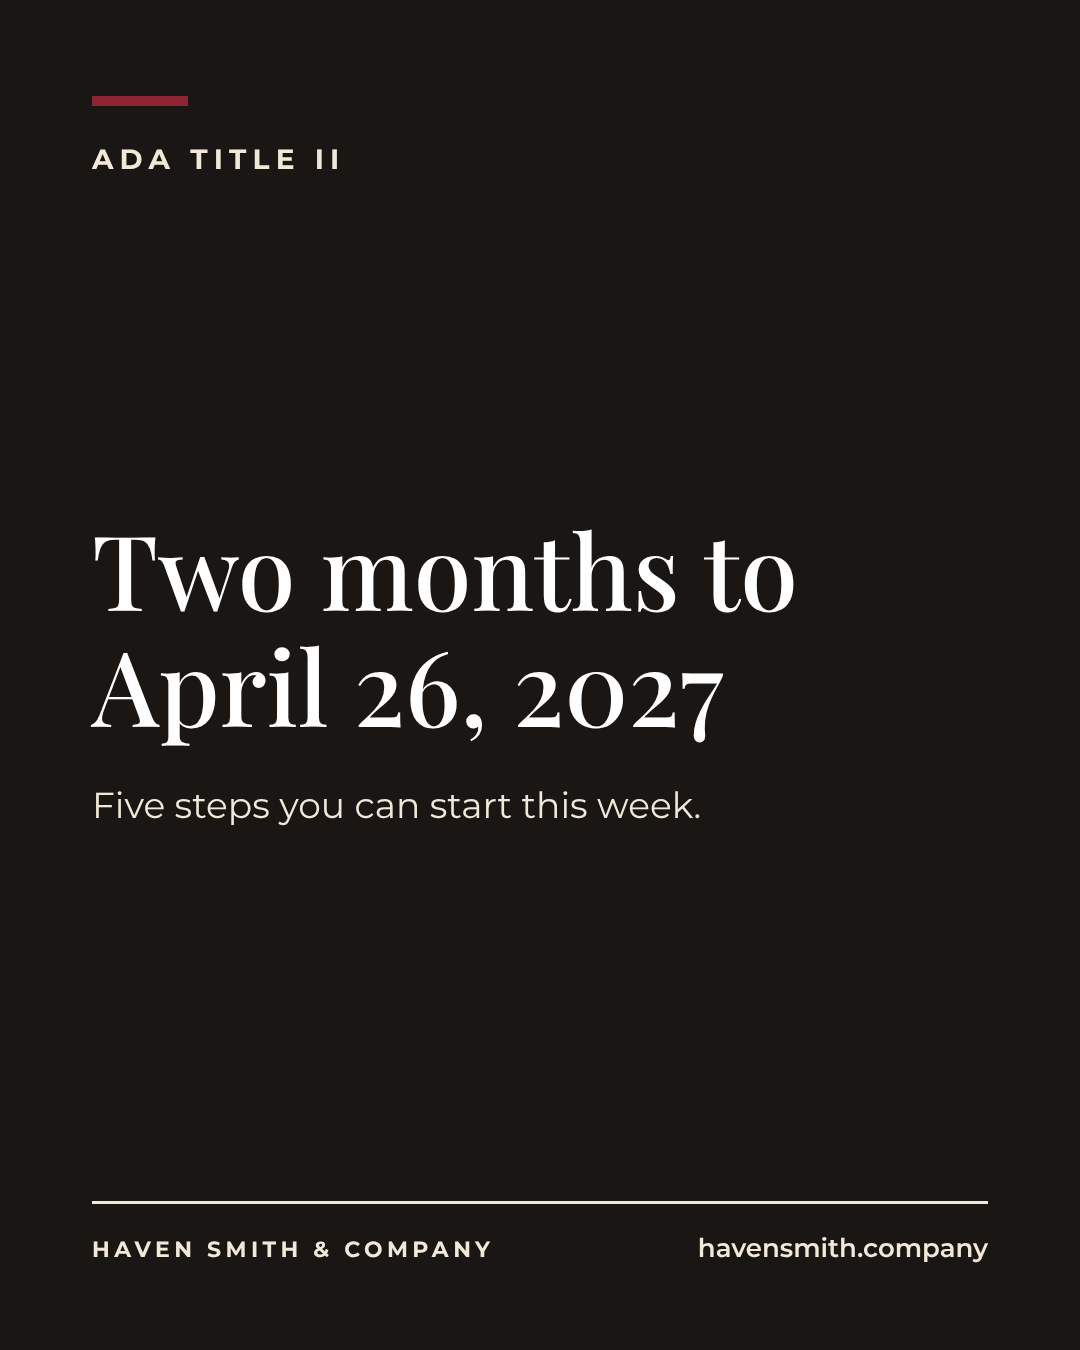 ADA TITLE II
Two months to
April 26, 2027
Five steps you can start this week.
HAVEN SMITH & COMPANY
havensmith.company